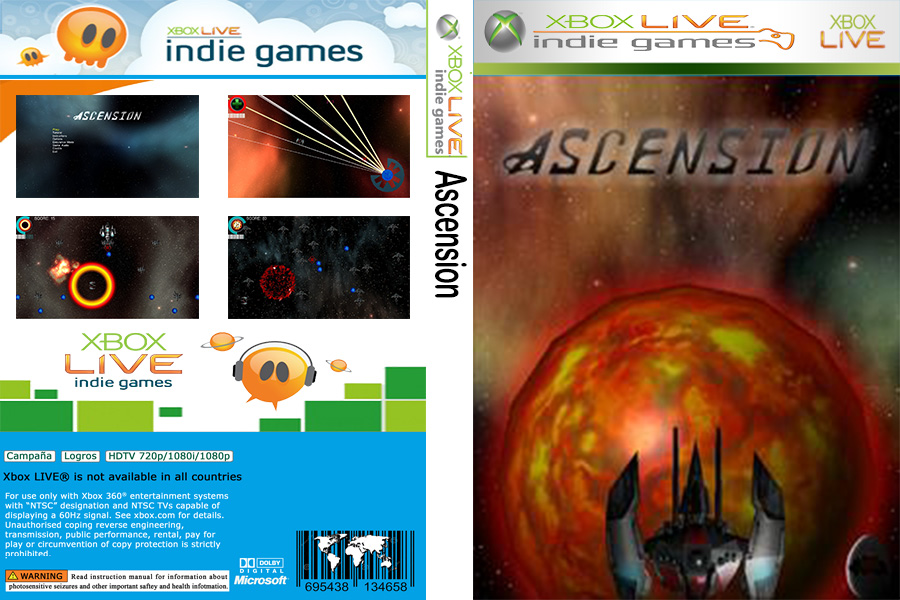 XBOX LIVE
indie games
ASCENSION
SCORE 15
XBOX
LIVE
indie games
Campaña
Logros
HDTV 720p/1080i/1080p
Xbox LIVE® is not available in all countries
For use only with Xbox 360® entertainment systems
with “NTSC” designation and NTSC TVs capable of
displaying a 60Hz signal. See xbox.com for details.
Unauthorised coping reverse engineering,
transmission, public performance, rental, pay for
play or circumvention of copy protection is strictly
prohibited.
WARNING Read instruction manual for information about
photosensitive seizures and other important saftey and health infotmation.
DOLBY
DIGITAL
Microsoft®
695438 134658
XBOX LIVE
indie games
Ascension
XBOX LIVE
indie games
XBOX
LIVE
ASCENSION